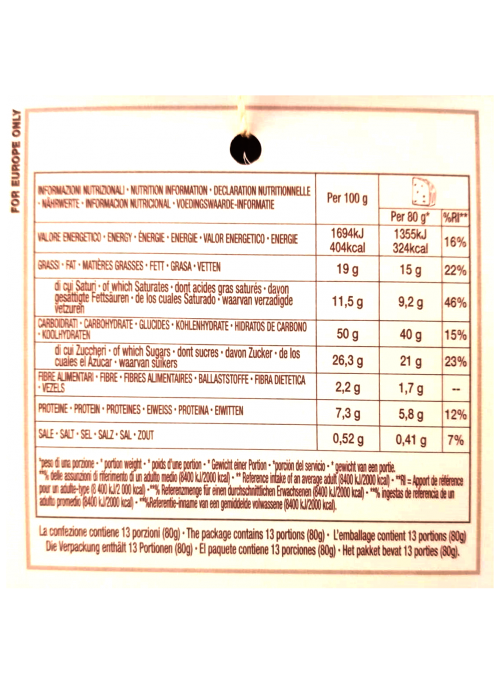 FOR EUROPE ONLY
INFORMAZIONI NUTRIZIONALI · NUTRITION INFORMATION · DECLARATION NUTRITIONNELLE
· NÄHRWERTE · INFORMACION NUTRICIONAL · VOEDINGSWAARDE-INFORMATIE
Per 100 g
Per 80 g* %RI**
VALORE ENERGETICO · ENERGY · ÉNERGIE · ENERGIE · VALOR ENERGETICO · ENERGIE
1694kJ 1355kJ 16%
404kcal 324kcal
GRASSI · FAT · MATIÈRES GRASSES · FETT · GRASA · VETTEN 19 g 15 g 22%
di cui Saturi · of which Saturates · dont acides gras saturés · davon
gesättigte Fettsäuren · de los cuales Saturado · waarvan verzadigde
vetzuren
11,5 g 9,2 g 46%
CARBOIDRATI · CARBOHYDRATE · GLUCIDES · KOHLENHYDRATE · HIDRATOS DE CARBONO
· KOOLHYDRATEN
50 g 40 g 15%
di cui Zuccheri · of which Sugars · dont sucres · davon Zucker · de los
cuales el Azúcar · waarvan suikers
26,3 g 21 g 23%
FIBRE ALIMENTARI · FIBRE · FIBRES ALIMENTAIRES · BALLASTSTOFFE · FIBRA DIETETICA
· VEZELS
2,2 g 1,7 g --
PROTEINE · PROTEIN · PROTEINES · EIWEISS · PROTEINA · EIWITTEN 7,3 g 5,8 g 12%
SALE · SALT · SEL · SALZ · SAL · ZOUT 0,52 g 0,41 g 7%
*peso di una porzione · * portion weight · * poids d'une portion · * Gewicht einer Portion · *porción del servicio · * gewicht van een portie.
**% delle assunzioni di riferimento di un adulto medio (8400 kJ/2000 kcal) · ** Reference intake of an average adult (8400 kJ/2000 kcal) · **RI = Apport de référence
pour un adulte-type (8 400 kJ/2 000 kcal) · **% Referenzmenge für einen durchschnittlichen Erwachsenen (8400 kJ/2000 kcal) · **% ingestas de referencia de un
adulto promedio (8400 kJ/2000 kcal) · **%Referentie-inname van een gemiddelde volwassene (8400 kJ/2000 kcal).
La confezione contiene 13 porzioni (80g) · The package contains 13 portions (80g) · L'emballage contient 13 portions (80g)
Die Verpackung enthält 13 Portionen (80g) · El paquete contiene 13 porciones (80g) · Het pakket bevat 13 porties (80g).